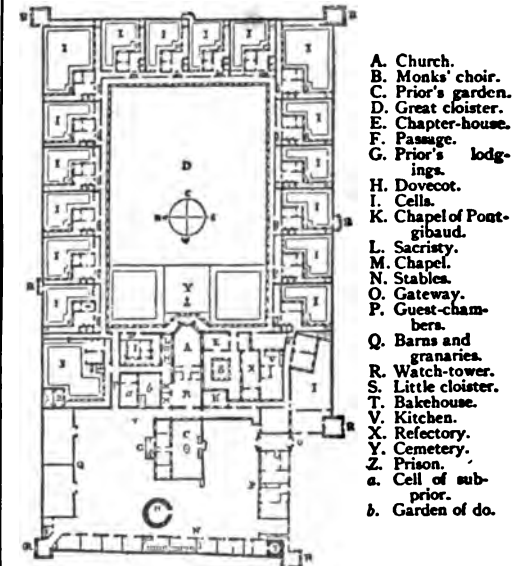 A. Church.
B. Monks' choir.
C. Prior's garden.
D. Great cloister.
E. Chapter-house.
F. Passage.
G. Prior's lodg-
ings.
H. Dovecot.
I. Cells.
K. Chapel of Pont-
gibaud.
L. Sacristy.
M. Chapel.
N. Stables.
O. Gateway.
P. Guest-cham-
bers.
Q. Barns and
granaries.
R. Watch-tower.
S. Little cloister.
T. Bakehouse.
V. Kitchen.
X. Refectory.
Y. Cemetery.
Z. Prison.
a. Cell of sub-
prior.
b. Garden of do.
I I I I I I
I I
I I
D
I I
I I
I I
Y
A
I
a b
Q
P
R